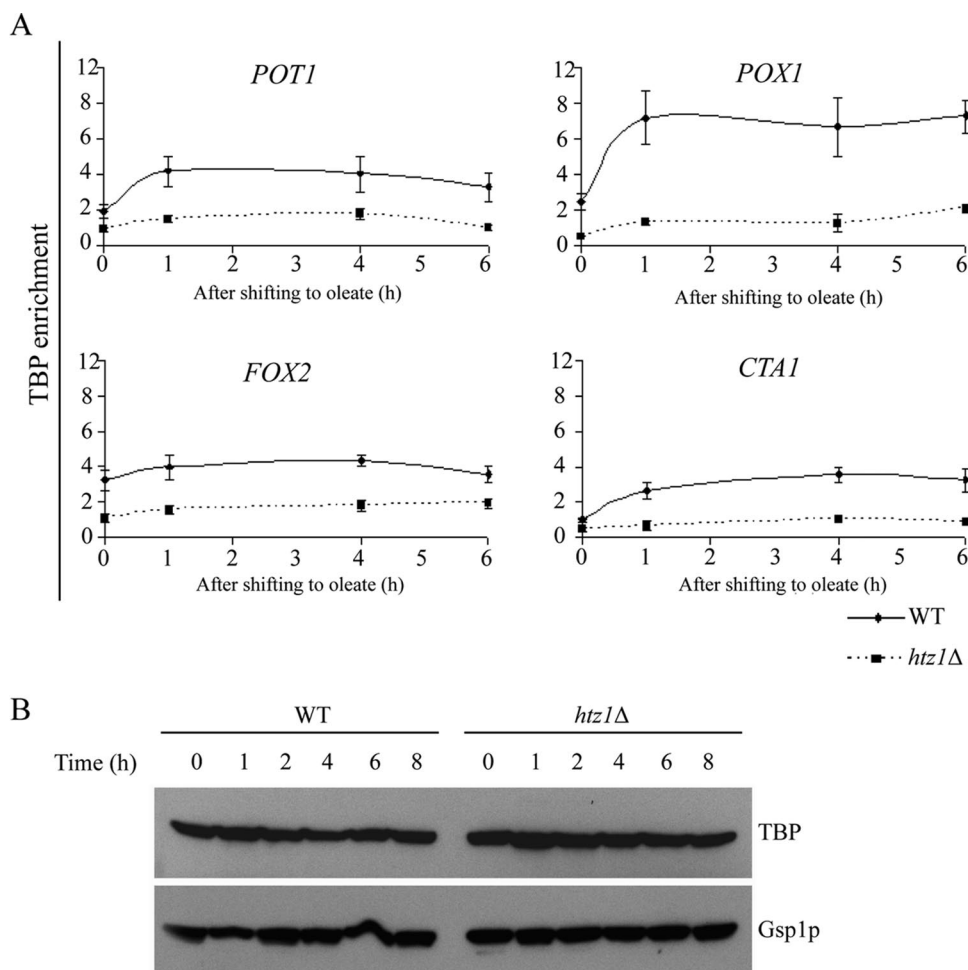 A
TBP enrichment
POT1
12
8
6
4
2
0
0 1 2 3 4 5 6
After shifting to oleate (h)
POX1
12
8
6
4
2
0
0 1 2 3 4 5 6
After shifting to oleate (h)
FOX2
12
8
6
4
2
0
0 1 2 3 4 5 6
After shifting to oleate (h)
CTA1
12
8
6
4
2
0
0 1 2 3 4 5 6
After shifting to oleate (h)
WT
htz1Δ
B
WT htz1Δ
Time (h) 0 1 2 4 6 8 0 1 2 4 6 8
TBP
Gsp1p